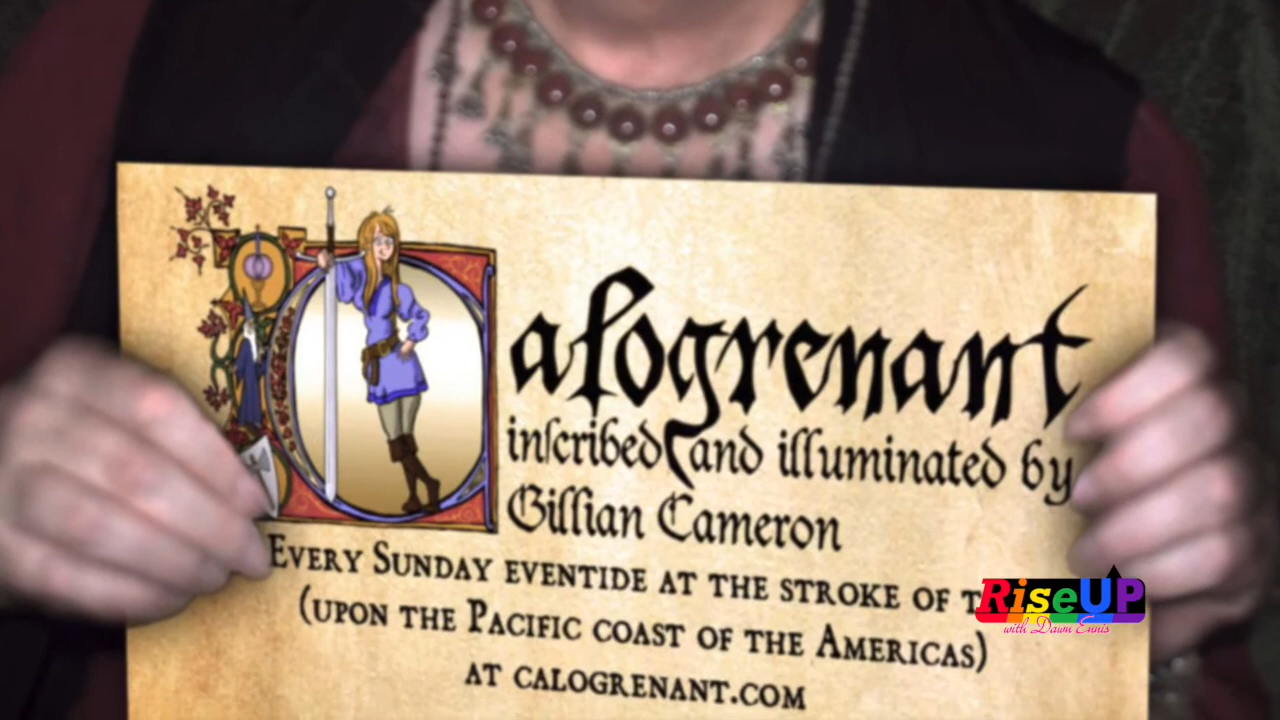 Calogrenant
inscribed and illuminated by
Gillian Cameron
EVERY SUNDAY EVENTIDE AT THE STROKE OF
(UPON THE PACIFIC COAST OF THE AMERICAS)
AT CALOGRENANT.COM
RiseUP
with Dawn Ennis